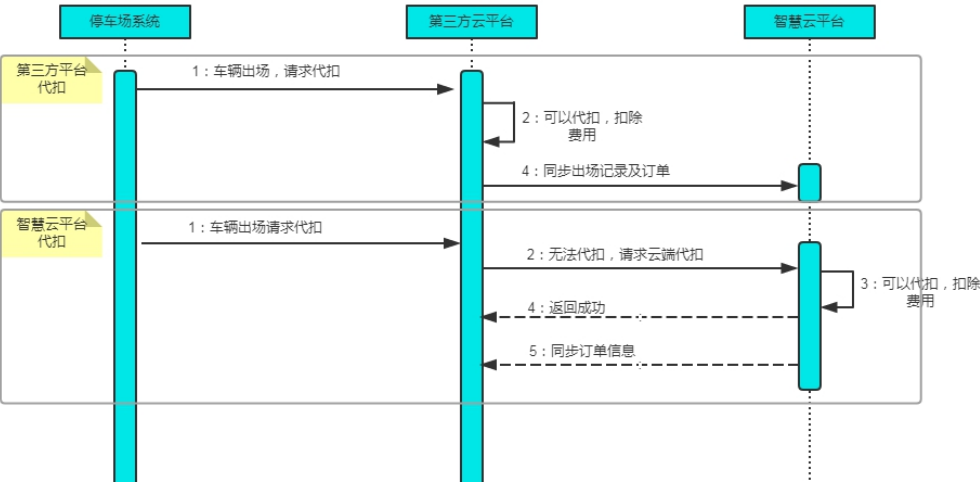 停车场系统
第三方云平台
智慧云平台
第三方平台
代扣
1：车辆出场，请求代扣
2：可以代扣，扣除
费用
4：同步出场记录及订单
智慧云平台
代扣
1：车辆出场请求代扣
2：无法代扣，请求云端代扣
3：可以代扣，扣除
费用
4：返回成功
5：同步订单信息